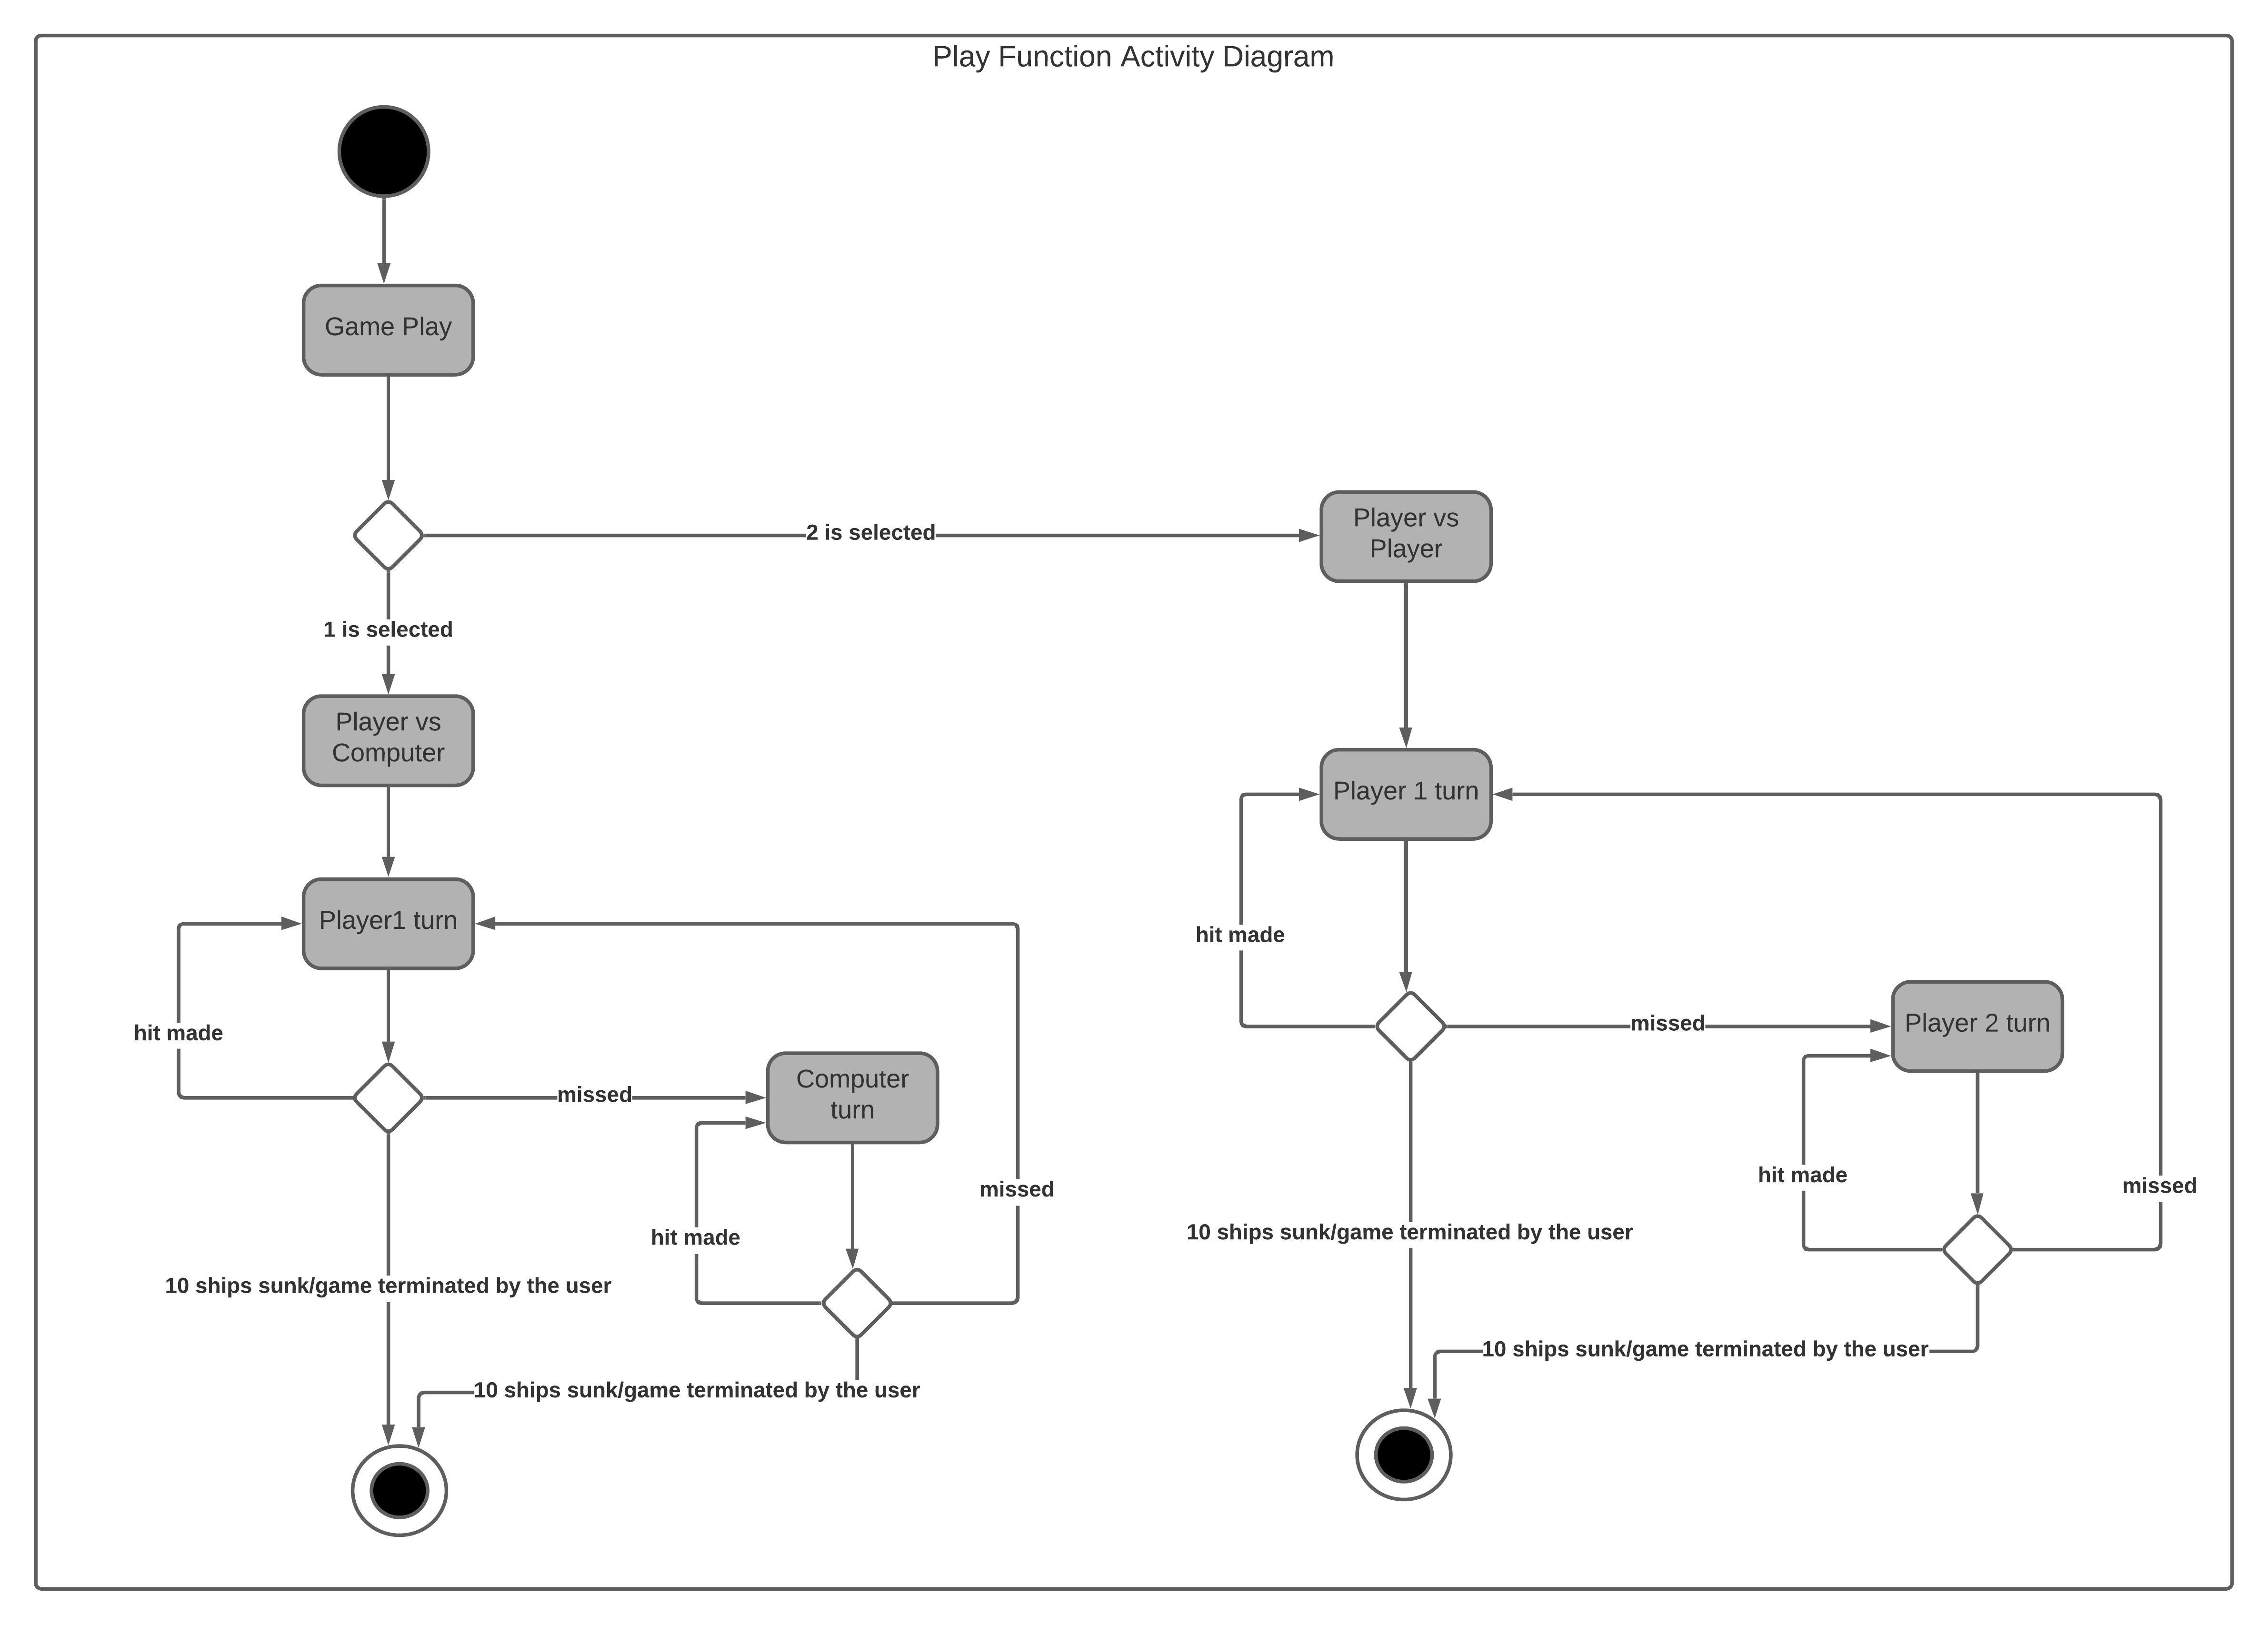 Play Function Activity Diagram
Game Play
2 is selected
Player vs
Player
1 is selected
Player vs
Computer
Player 1 turn
Player1 turn
hit made
missed
Player 2 turn
hit made
missed
Computer
turn
hit made
missed
missed
hit made
10 ships sunk/game terminated by the user
10 ships sunk/game terminated by the user
10 ships sunk/game terminated by the user
10 ships sunk/game terminated by the user